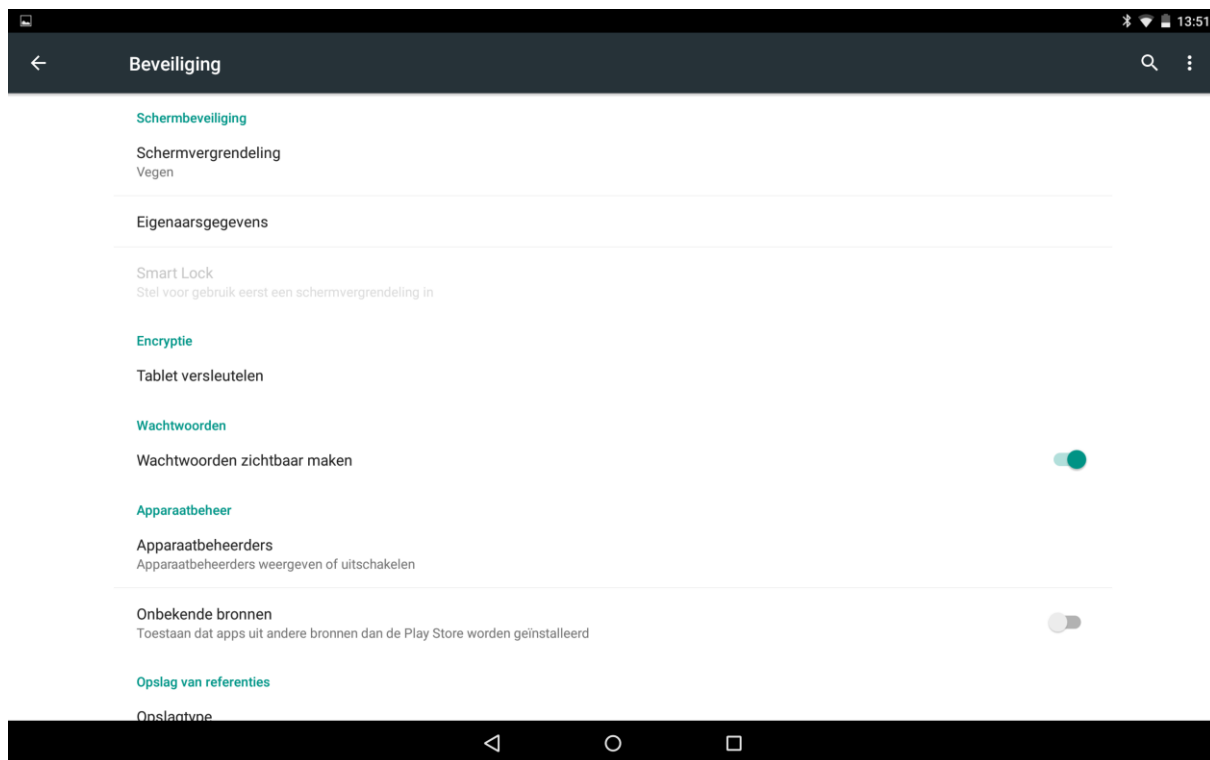 13:51
Beveiliging
Schermbeveiliging
Schermvergrendeling
Vegen
Eigenaarsgegevens
Smart Lock
Stel voor gebruik eerst een schermvergrendeling in
Encryptie
Tablet versleutelen
Wachtwoorden
Wachtwoorden zichtbaar maken
Apparaatbeheer
Apparaatbeheerders
Apparaatbeheerders weergeven of uitschakelen
Onbekende bronnen
Toestaan dat apps uit andere bronnen dan de Play Store worden geïnstalleerd
Opslag van referenties
Opslagtype